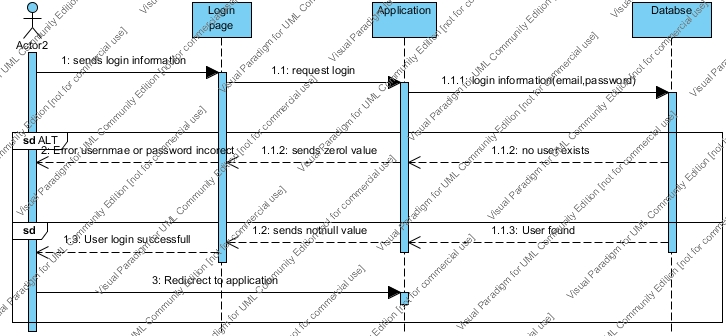 Login
page
Application
Databse
Actor2
1: sends login information
1.1: request login
1.1.1: login information(email,password)
sd ALT
2: Error usernmae or password incorect
1.1.2: sends zerol value
1.1.2: no user exists
sd
1.3: User login successfull
1.2: sends notnull value
1.1.3: User found
3: Redicrect to application
Visual Paradigm for UML Community Edition [not for commercial use]